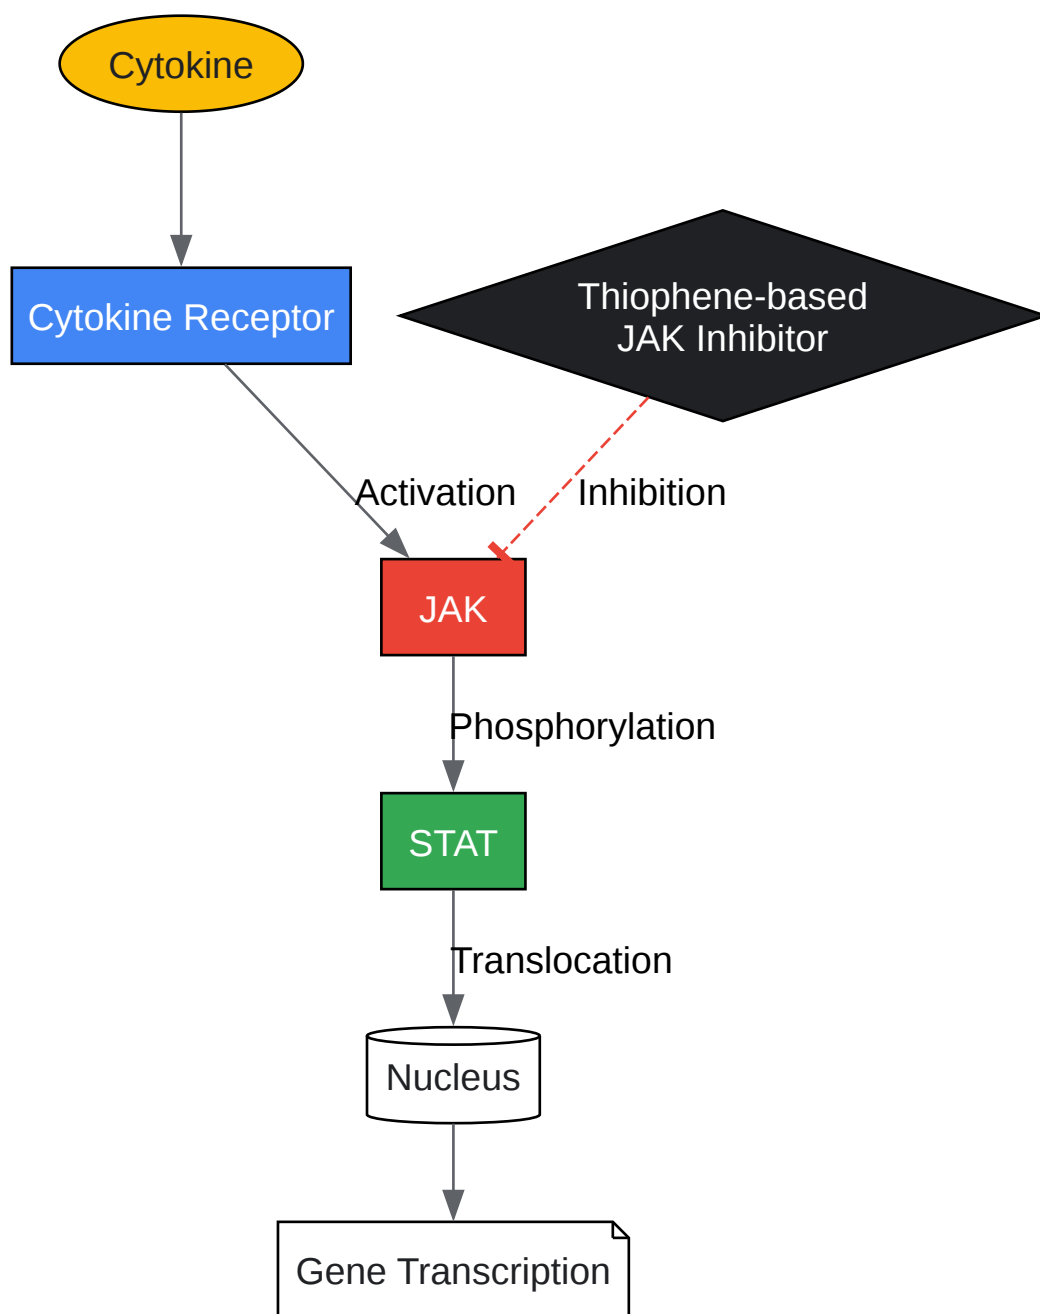 Cytokine
Cytokine Receptor
Thiophene-based
JAK Inhibitor
Activation
Inhibition
JAK
Phosphorylation
STAT
Translocation
Nucleus
Gene Transcription